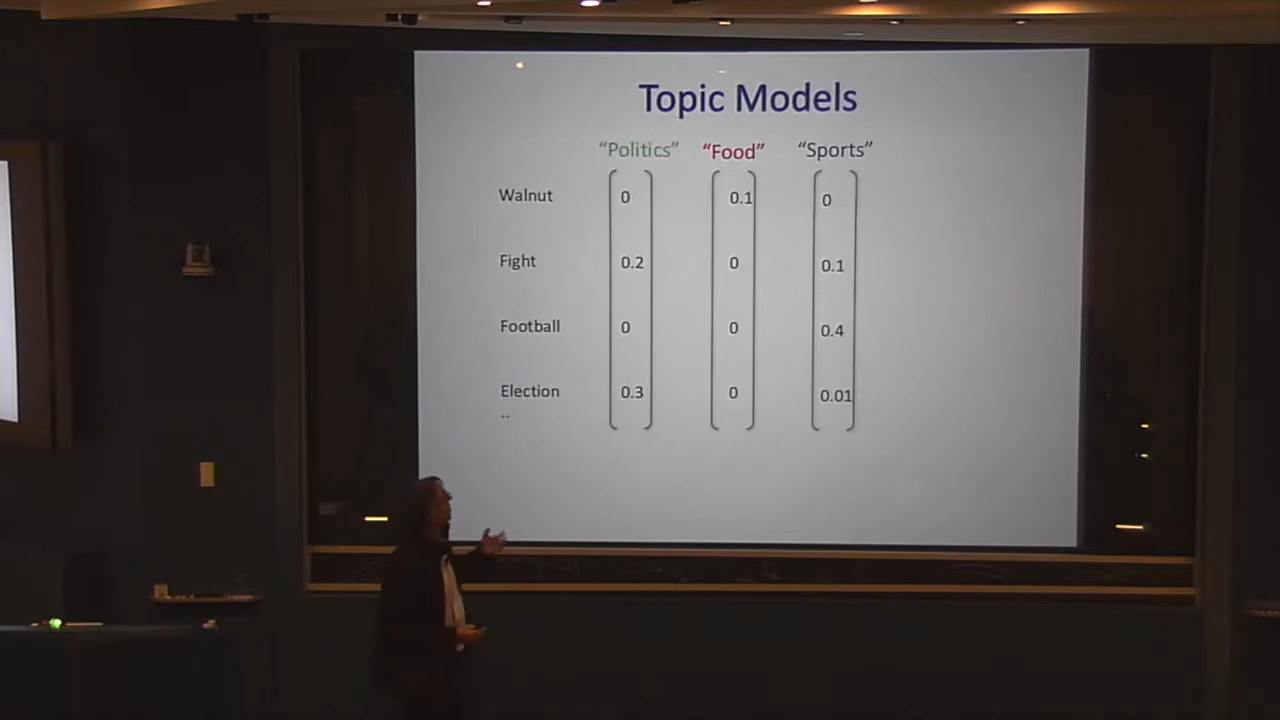 Topic Models
“Politics” “Food” “Sports”
Walnut 0 0.1 0
Fight 0.2 0 0.1
Football 0 0 0.4
Election 0.3 0 0.01
..